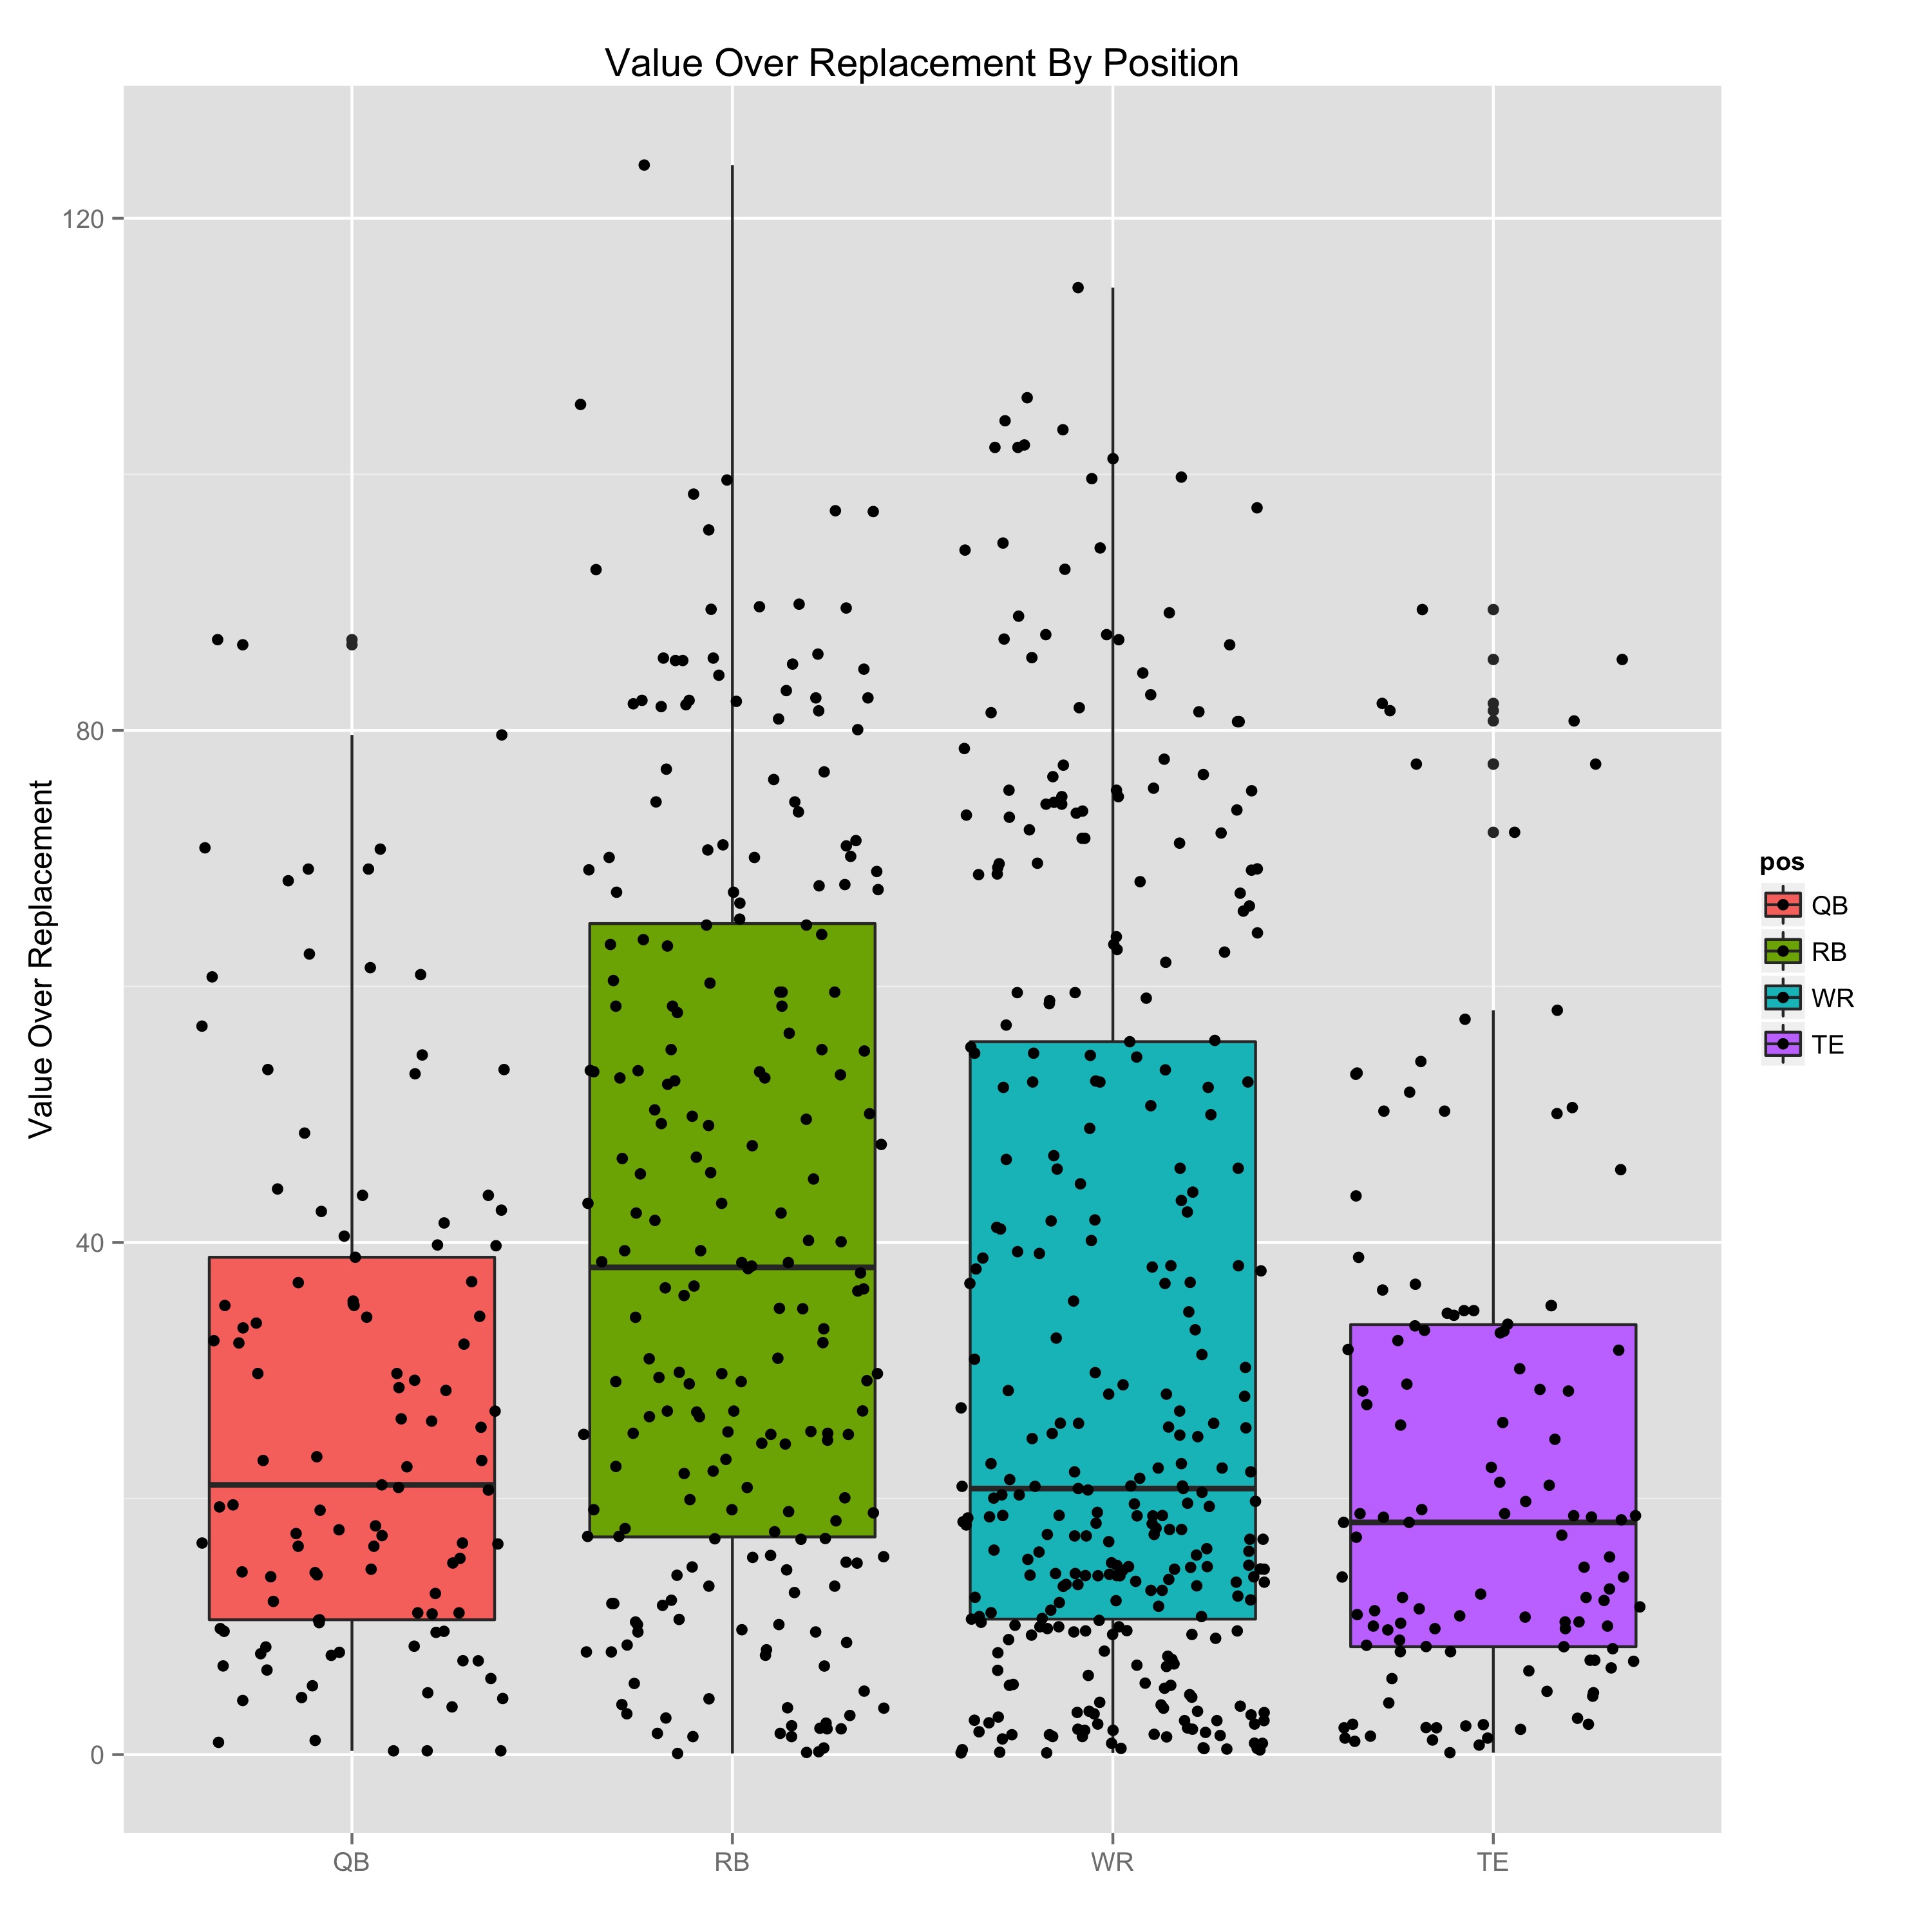 Value Over Replacement By Position
Value Over Replacement
120
80
40
0
QB
RB
WR
TE
pos
QB
RB
WR
TE